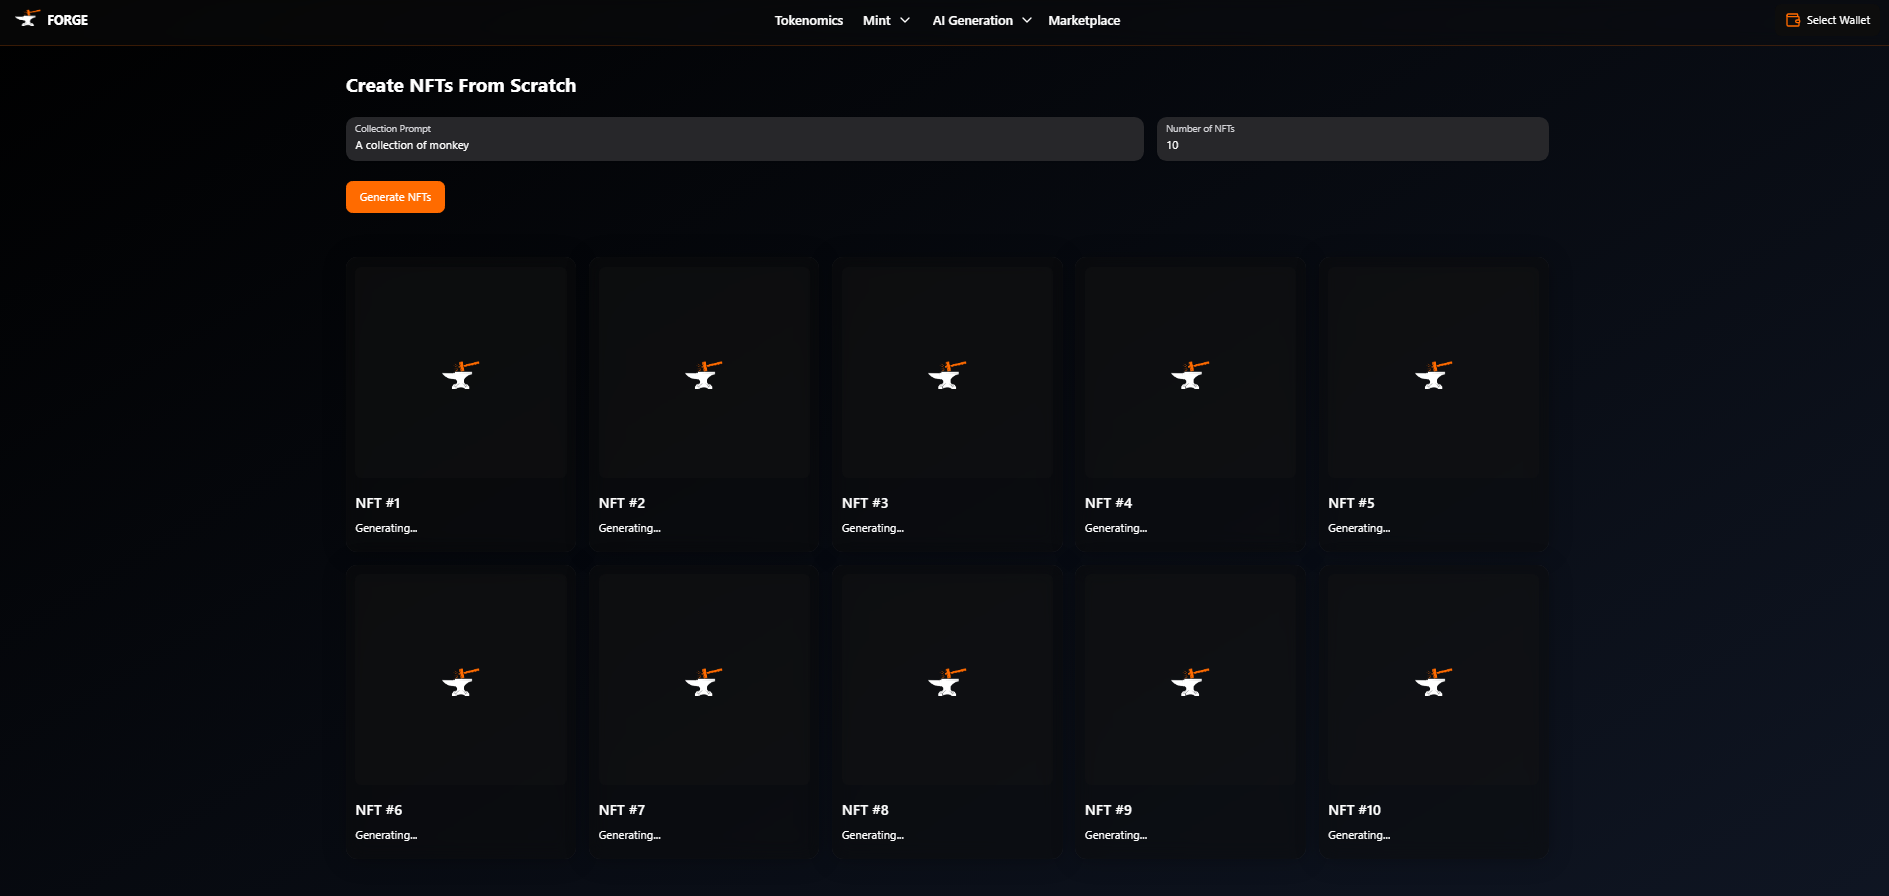 FORGE
Tokenomics
Mint
AI Generation
Marketplace
Select Wallet
Create NFTs From Scratch
Collection Prompt
A collection of monkey
Number of NFTs
10
Generate NFTs
NFT #1
Generating...
NFT #2
Generating...
NFT #3
Generating...
NFT #4
Generating...
NFT #5
Generating...
NFT #6
Generating...
NFT #7
Generating...
NFT #8
Generating...
NFT #9
Generating...
NFT #10
Generating...